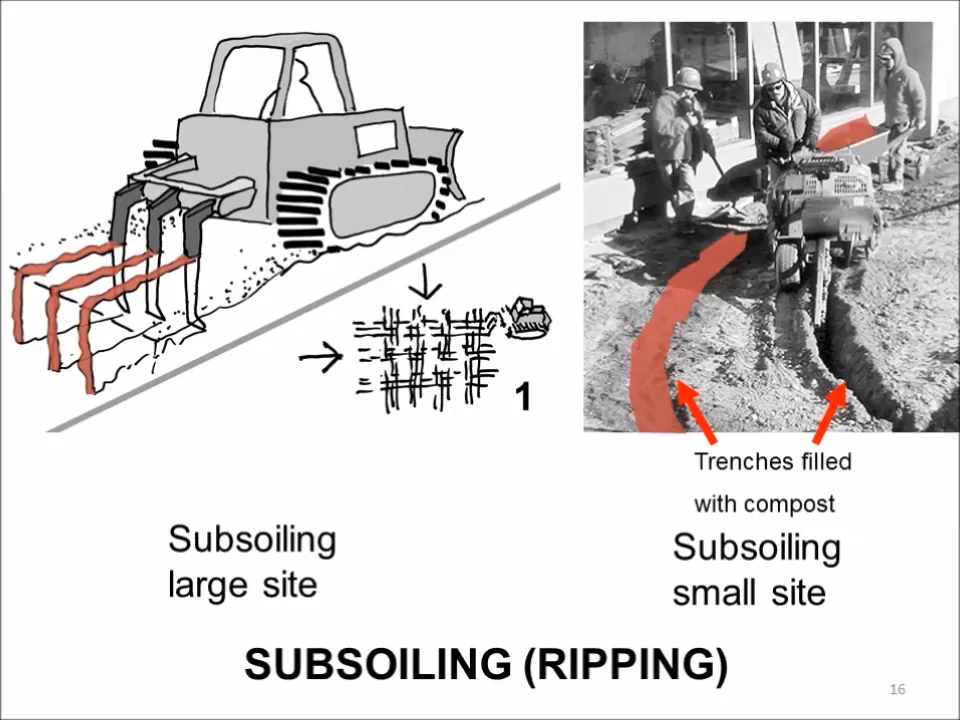 1
Trenches filled
with compost
Subsoiling
large site
Subsoiling
small site
SUBSOILING (RIPPING)
16